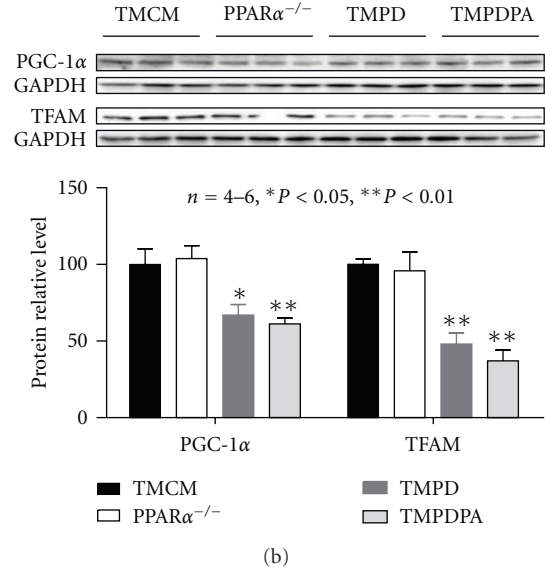 TMCM PPARα−/− TMPD TMPDPA
PGC-1α
GAPDH
TFAM
GAPDH
150
n = 4–6, *P < 0.05, **P < 0.01
100
50
0
Protein relative level
* **
** **
PGC-1α TFAM
TMCM TMPD
PPARα−/− TMPDPA
(b)